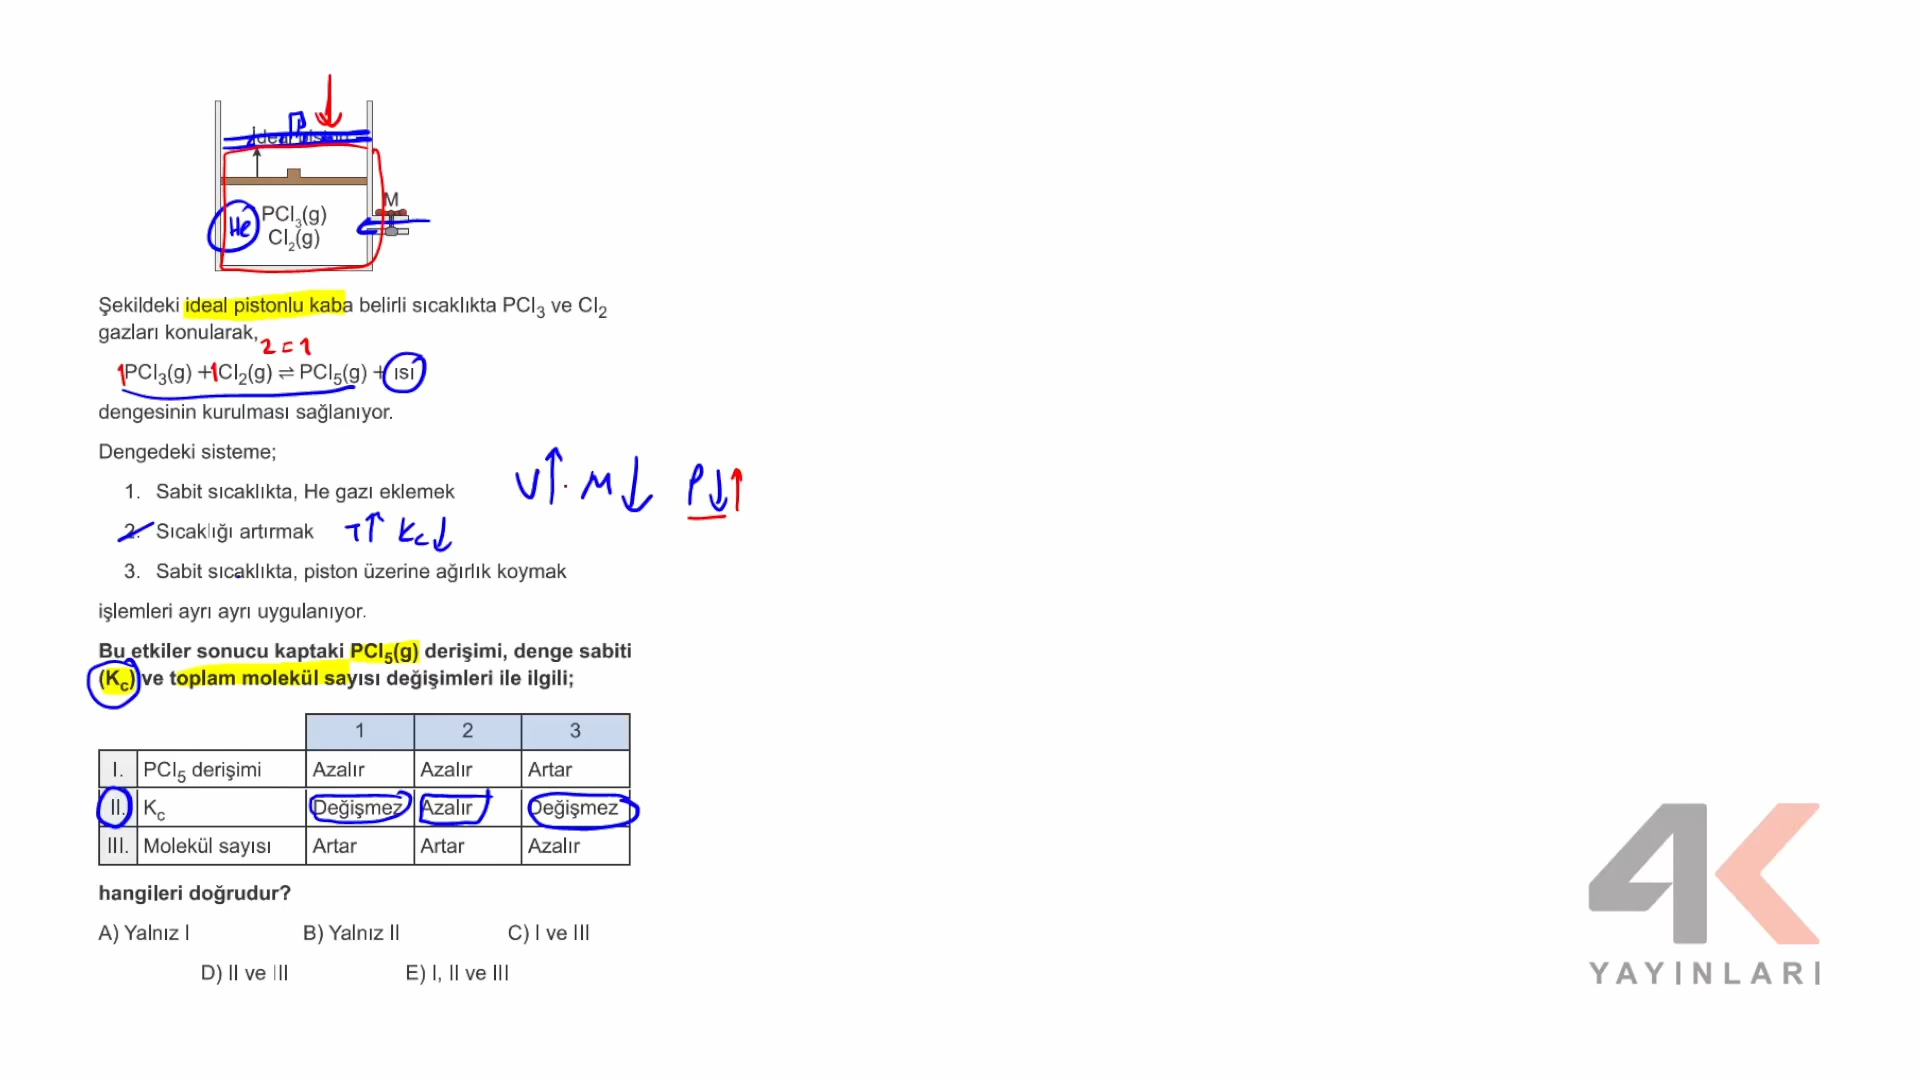 P
İdeal piston
M
He
PCl3(g)
Cl2(g)
Şekildeki ideal pistonlu kaba belirli sıcaklıkta PCl3 ve Cl2
gazları konularak,
2 = 1
1PCl3(g) + 1Cl2(g) ⇌ PCl5(g) + ısı
dengesinin kurulması sağlanıyor.
Dengedeki sisteme;
1. Sabit sıcaklıkta, He gazı eklemek V↑ · M↓ P↓↑
2. Sıcaklığı artırmak T↑ Kc↓
3. Sabit sıcaklıkta, piston üzerine ağırlık koymak
işlemleri ayrı ayrı uygulanıyor.
Bu etkiler sonucu kaptaki PCl5(g) derişimi, denge sabiti
(Kc) ve toplam molekül sayısı değişimleri ile ilgili;
1 2 3
I. PCl5 derişimi Azalır Azalır Artar
II. Kc Değişmez Azalır Değişmez
III. Molekül sayısı Artar Artar Azalır
hangileri doğrudur?
A) Yalnız I B) Yalnız II C) I ve III
D) II ve III E) I, II ve III
4K
YAYINLARI